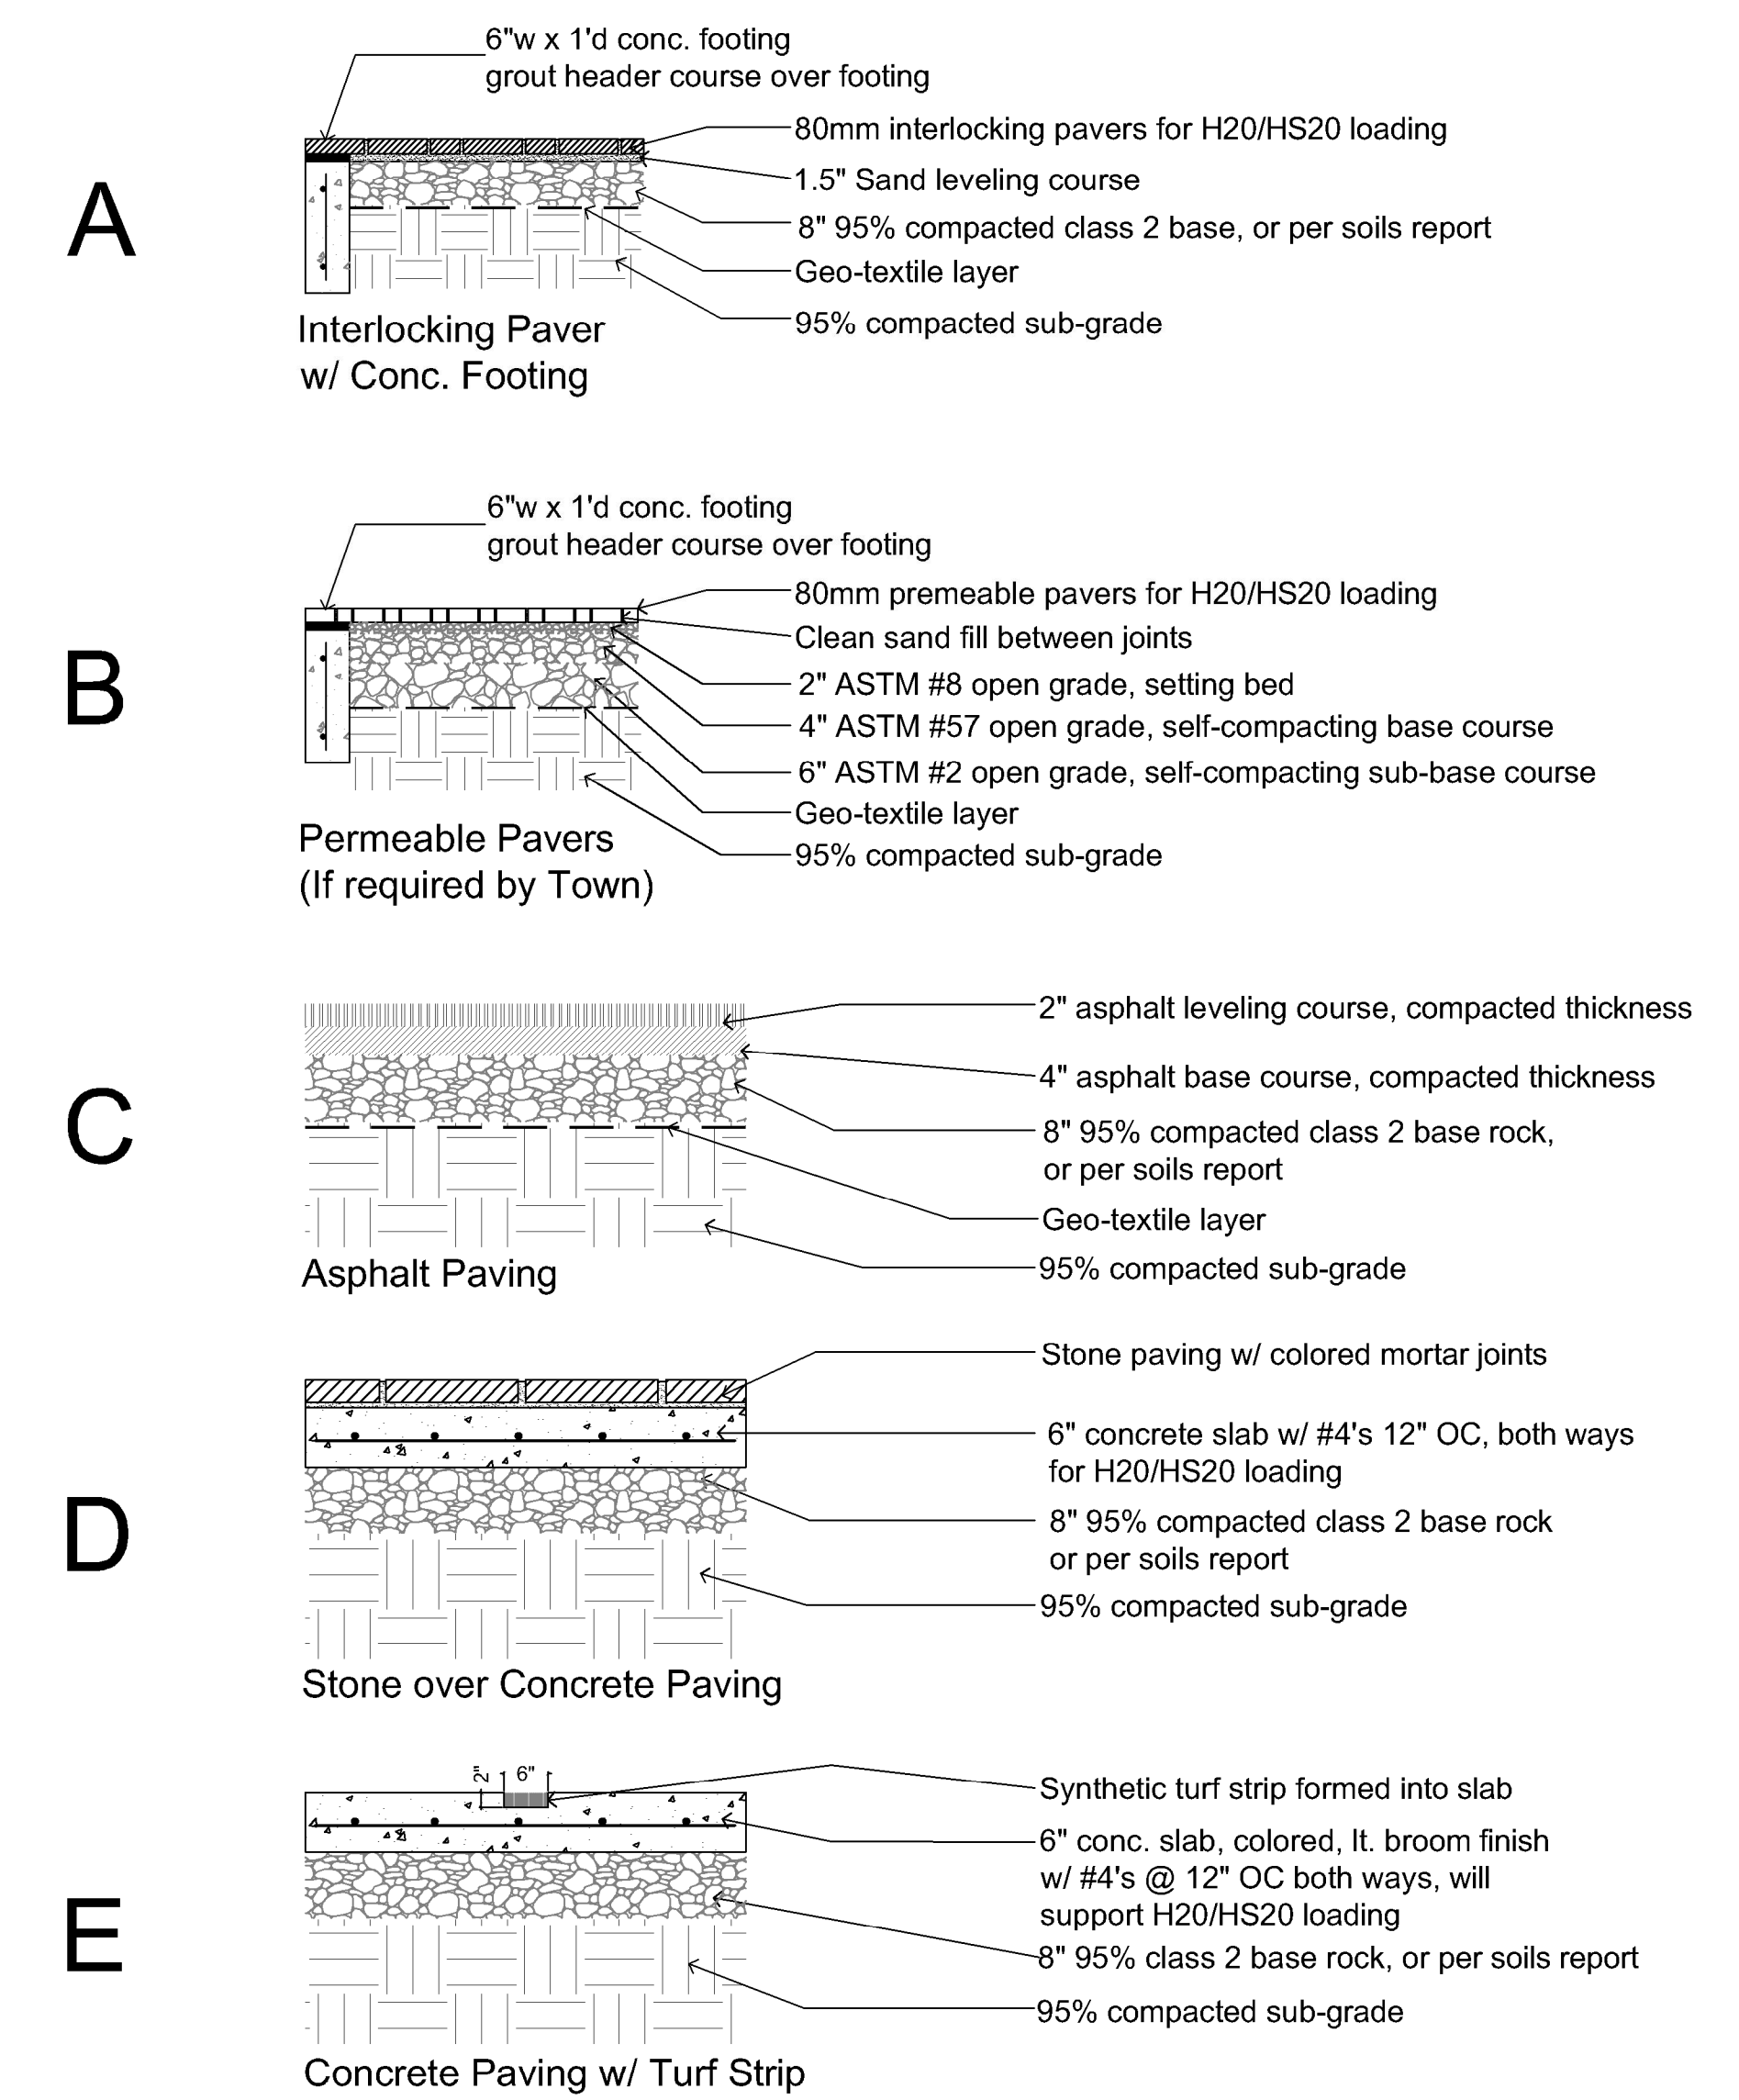 6"w x 1'd conc. footing
grout header course over footing
80mm interlocking pavers for H20/HS20 loading
1.5" Sand leveling course
8" 95% compacted class 2 base, or per soils report
Geo-textile layer
95% compacted sub-grade
A
Interlocking Paver
w/ Conc. Footing
6"w x 1'd conc. footing
grout header course over footing
80mm premeable pavers for H20/HS20 loading
Clean sand fill between joints
2" ASTM #8 open grade, setting bed
4" ASTM #57 open grade, self-compacting base course
6" ASTM #2 open grade, self-compacting sub-base course
Geo-textile layer
95% compacted sub-grade
B
Permeable Pavers
(If required by Town)
2" asphalt leveling course, compacted thickness
4" asphalt base course, compacted thickness
8" 95% compacted class 2 base rock,
or per soils report
Geo-textile layer
95% compacted sub-grade
C
Asphalt Paving
Stone paving w/ colored mortar joints
6" concrete slab w/ #4's 12" OC, both ways
for H20/HS20 loading
8" 95% compacted class 2 base rock
or per soils report
95% compacted sub-grade
D
Stone over Concrete Paving
2"
6"
Synthetic turf strip formed into slab
6" conc. slab, colored, lt. broom finish
w/ #4's @ 12" OC both ways, will
support H20/HS20 loading
8" 95% class 2 base rock, or per soils report
95% compacted sub-grade
E
Concrete Paving w/ Turf Strip